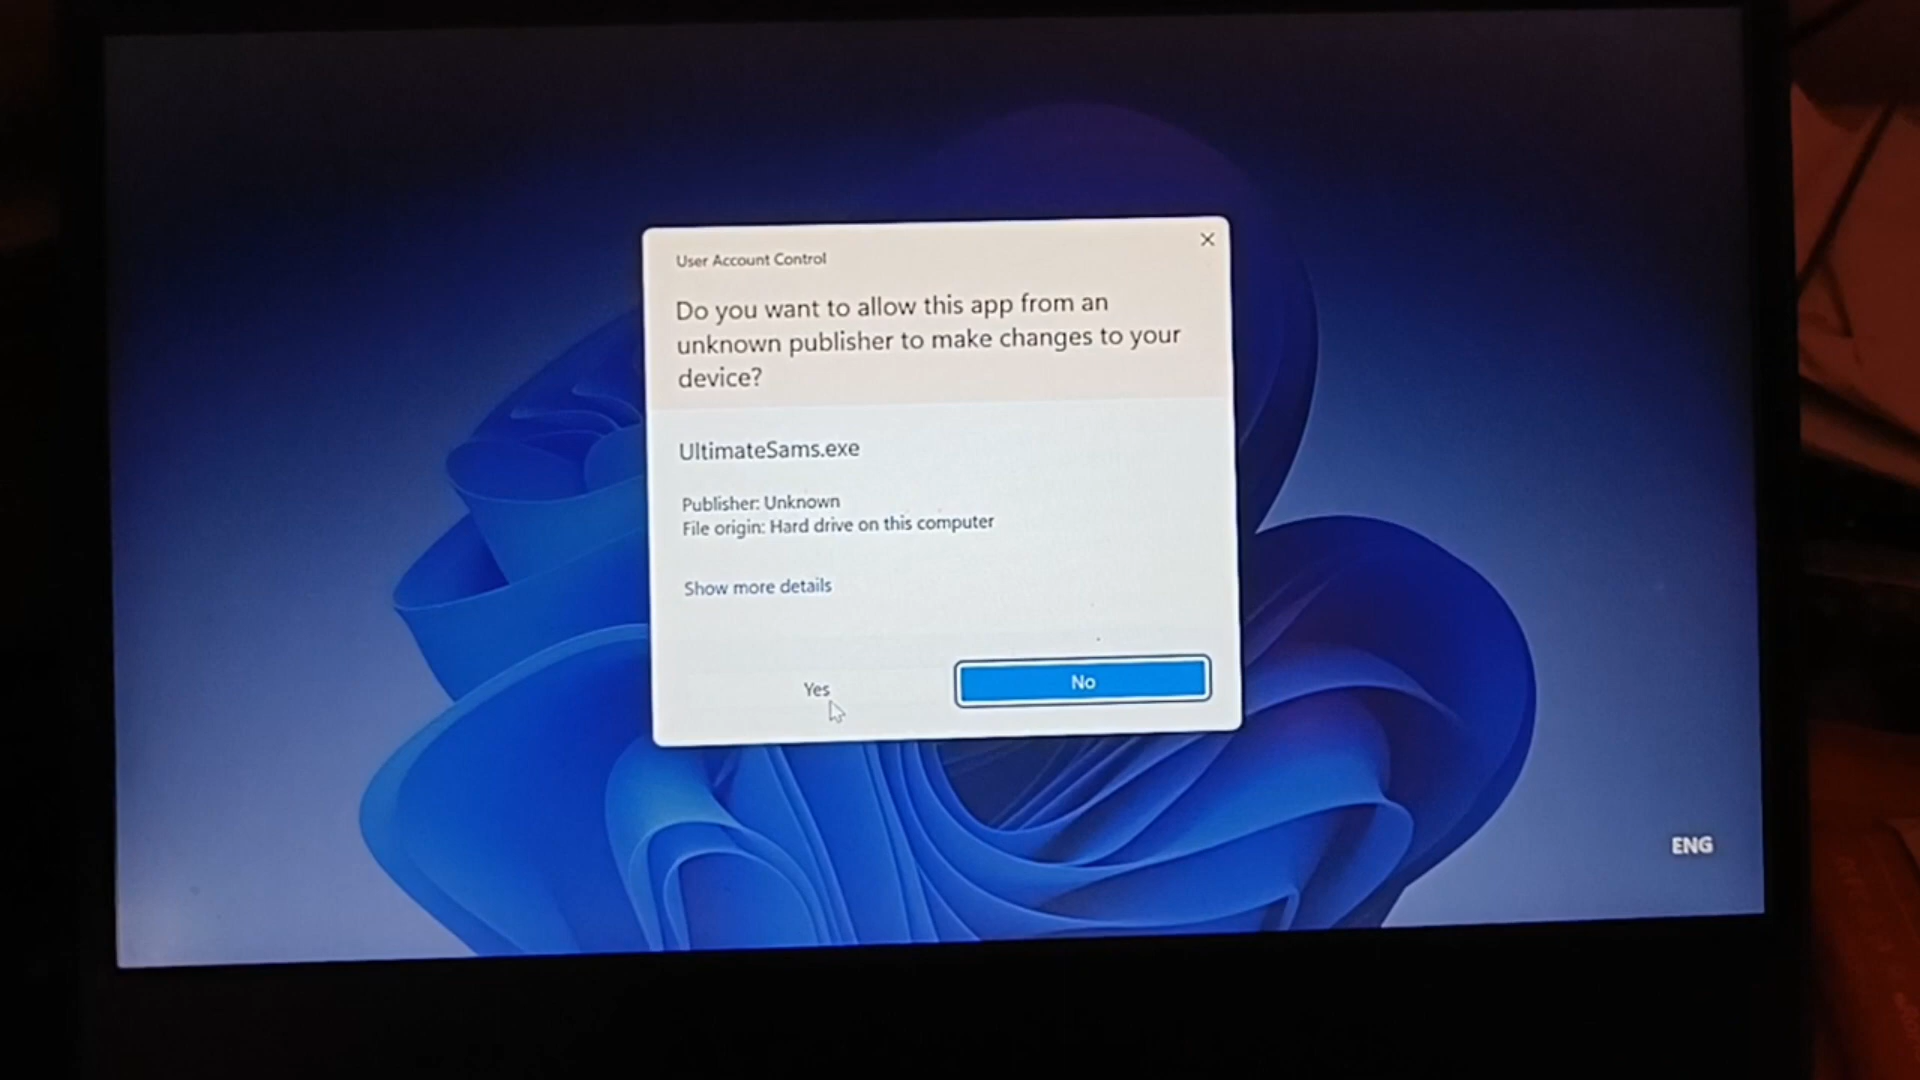 User Account Control
Do you want to allow this app from an
unknown publisher to make changes to your
device?
UltimateSams.exe
Publisher: Unknown
File origin: Hard drive on this computer
Show more details
Yes
No
ENG